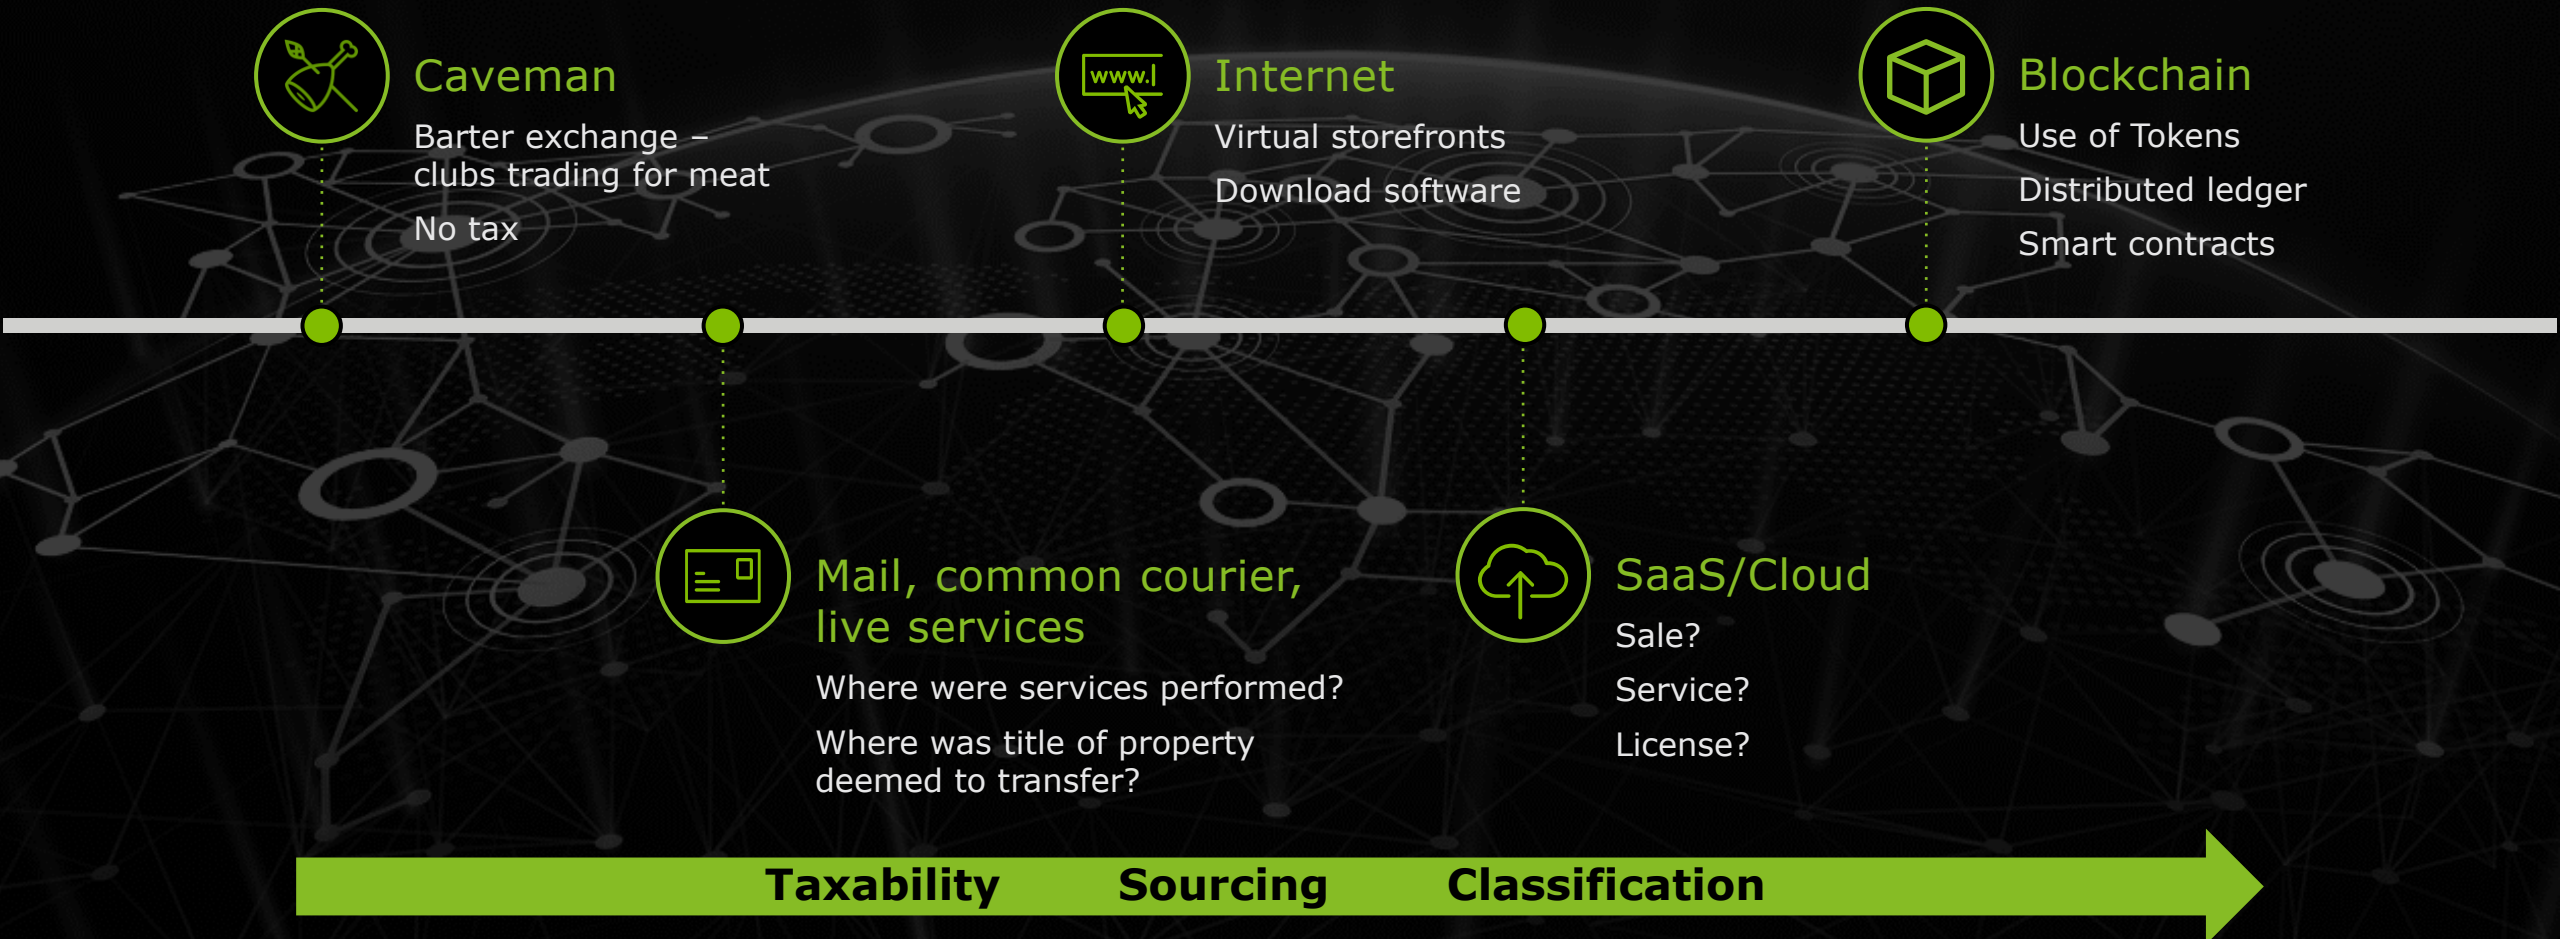 Caveman
Barter exchange –
clubs trading for meat
No tax
Mail, common courier,
live services
Where were services performed?
Where was title of property
deemed to transfer?
www.
Internet
Virtual storefronts
Download software
SaaS/Cloud
Sale?
Service?
License?
Blockchain
Use of Tokens
Distributed ledger
Smart contracts
Taxability Sourcing Classification